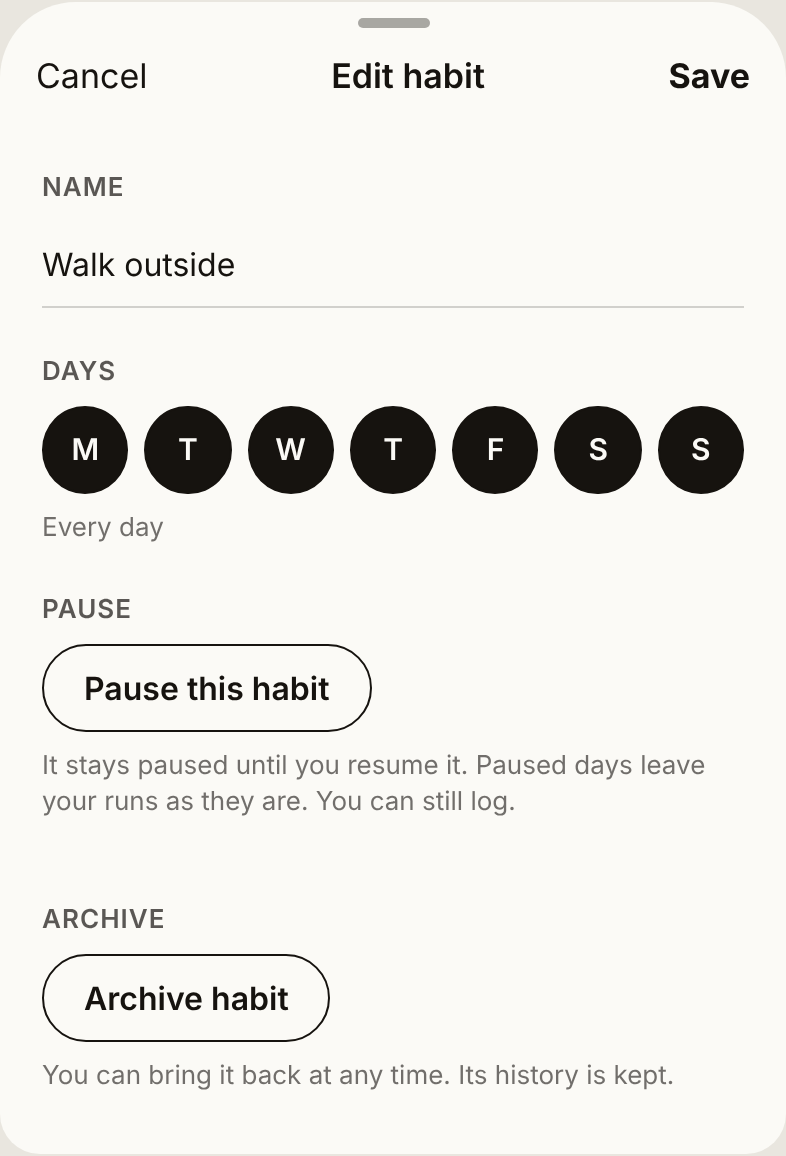 Cancel Edit habit Save
NAME
Walk outside
DAYS
M T W T F S S
Every day
PAUSE
Pause this habit
It stays paused until you resume it. Paused days leave
your runs as they are. You can still log.
ARCHIVE
Archive habit
You can bring it back at any time. Its history is kept.